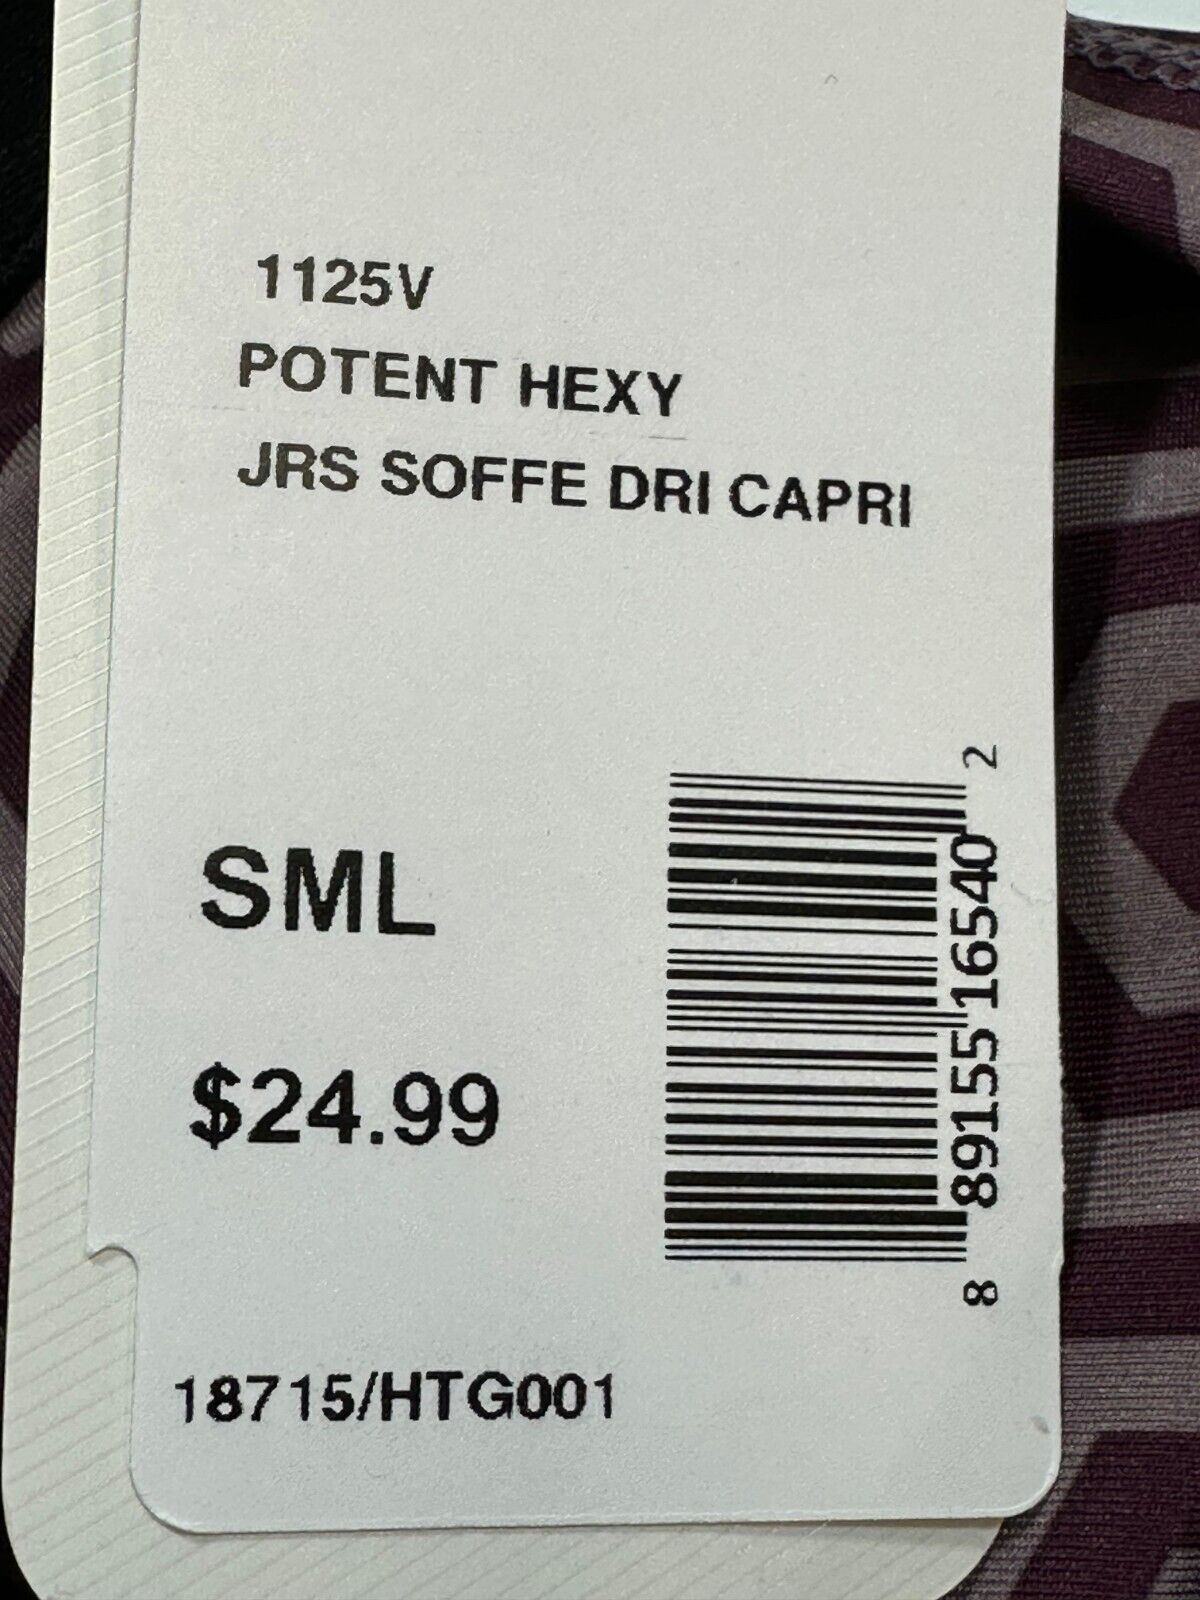 1125V
POTENT HEXY
JRS SOFFE DRI CAPRI
SML
$24.99
8 89155 16540 2
18715/HTG001